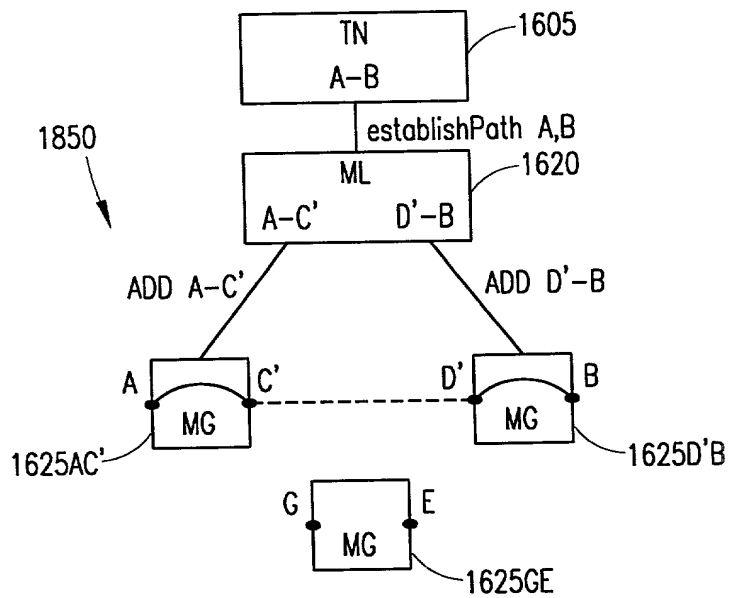 TN
A-B
1605
establishPath A,B
1850
ML
A-C' D'-B
1620
ADD A-C'
ADD D'-B
A
C'
MG
1625AC'
D'
B
MG
1625D'B
G
E
MG
1625GE